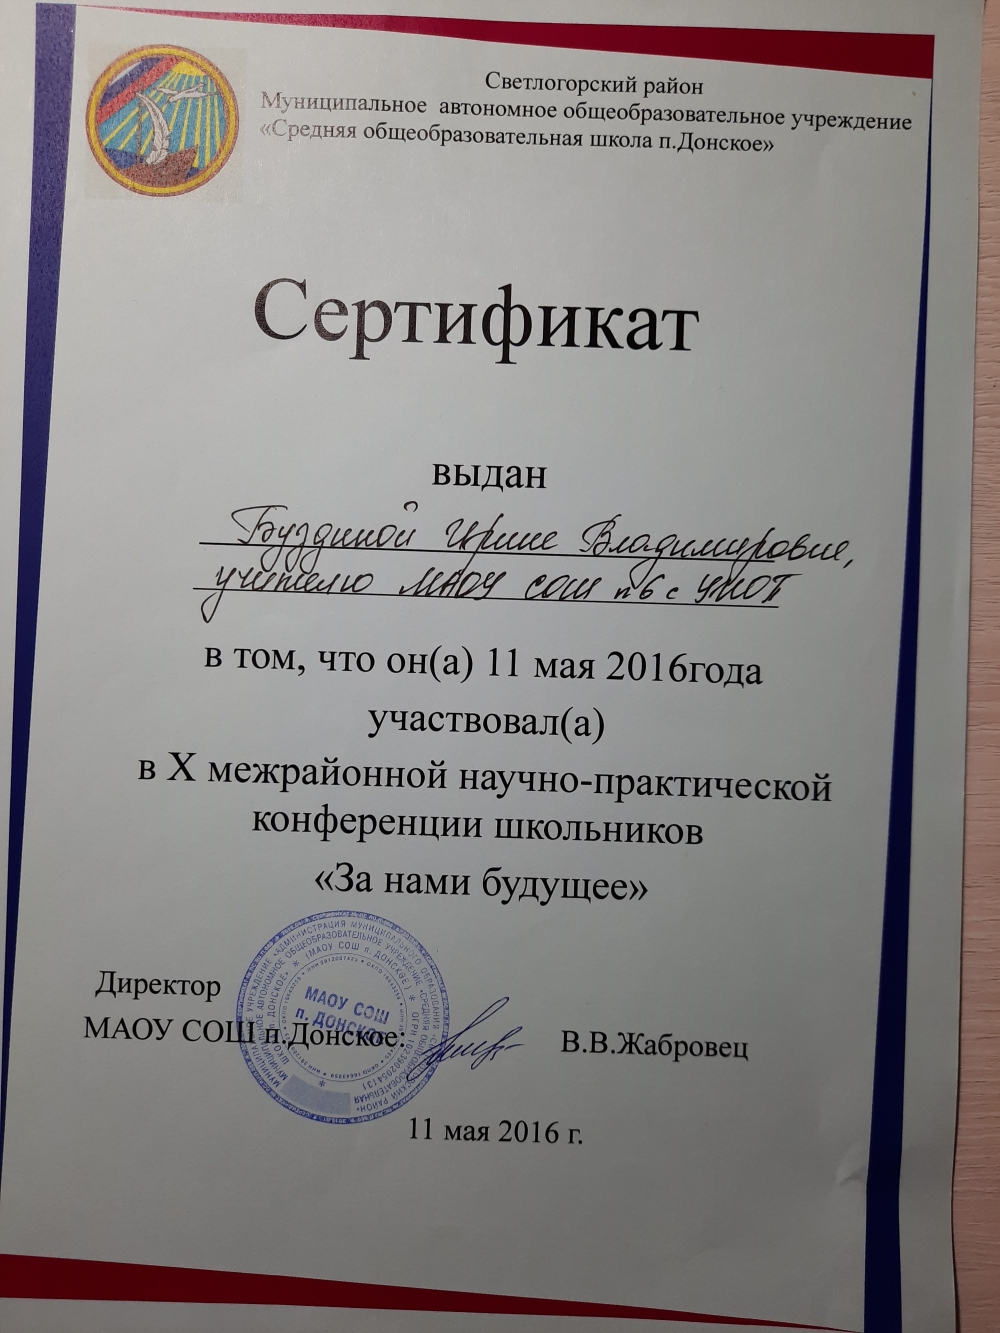 Светлогорский район
Муниципальное автономное общеобразовательное учреждение
«Средняя общеобразовательная школа п.Донское»
Сертификат
выдан
Буздиной Ирине Владимировне,
учителю МАОУ СОШ №6 с УИОП
в том, что он(а) 11 мая 2016года
участвовал(а)
в X межрайонной научно-практической
конференции школьников
«За нами будущее»
Директор
МАОУ СОШ п.Донское:
В.В.Жабровец
МАОУ СОШ
п. ДОНСКОЕ
11 мая 2016 г.